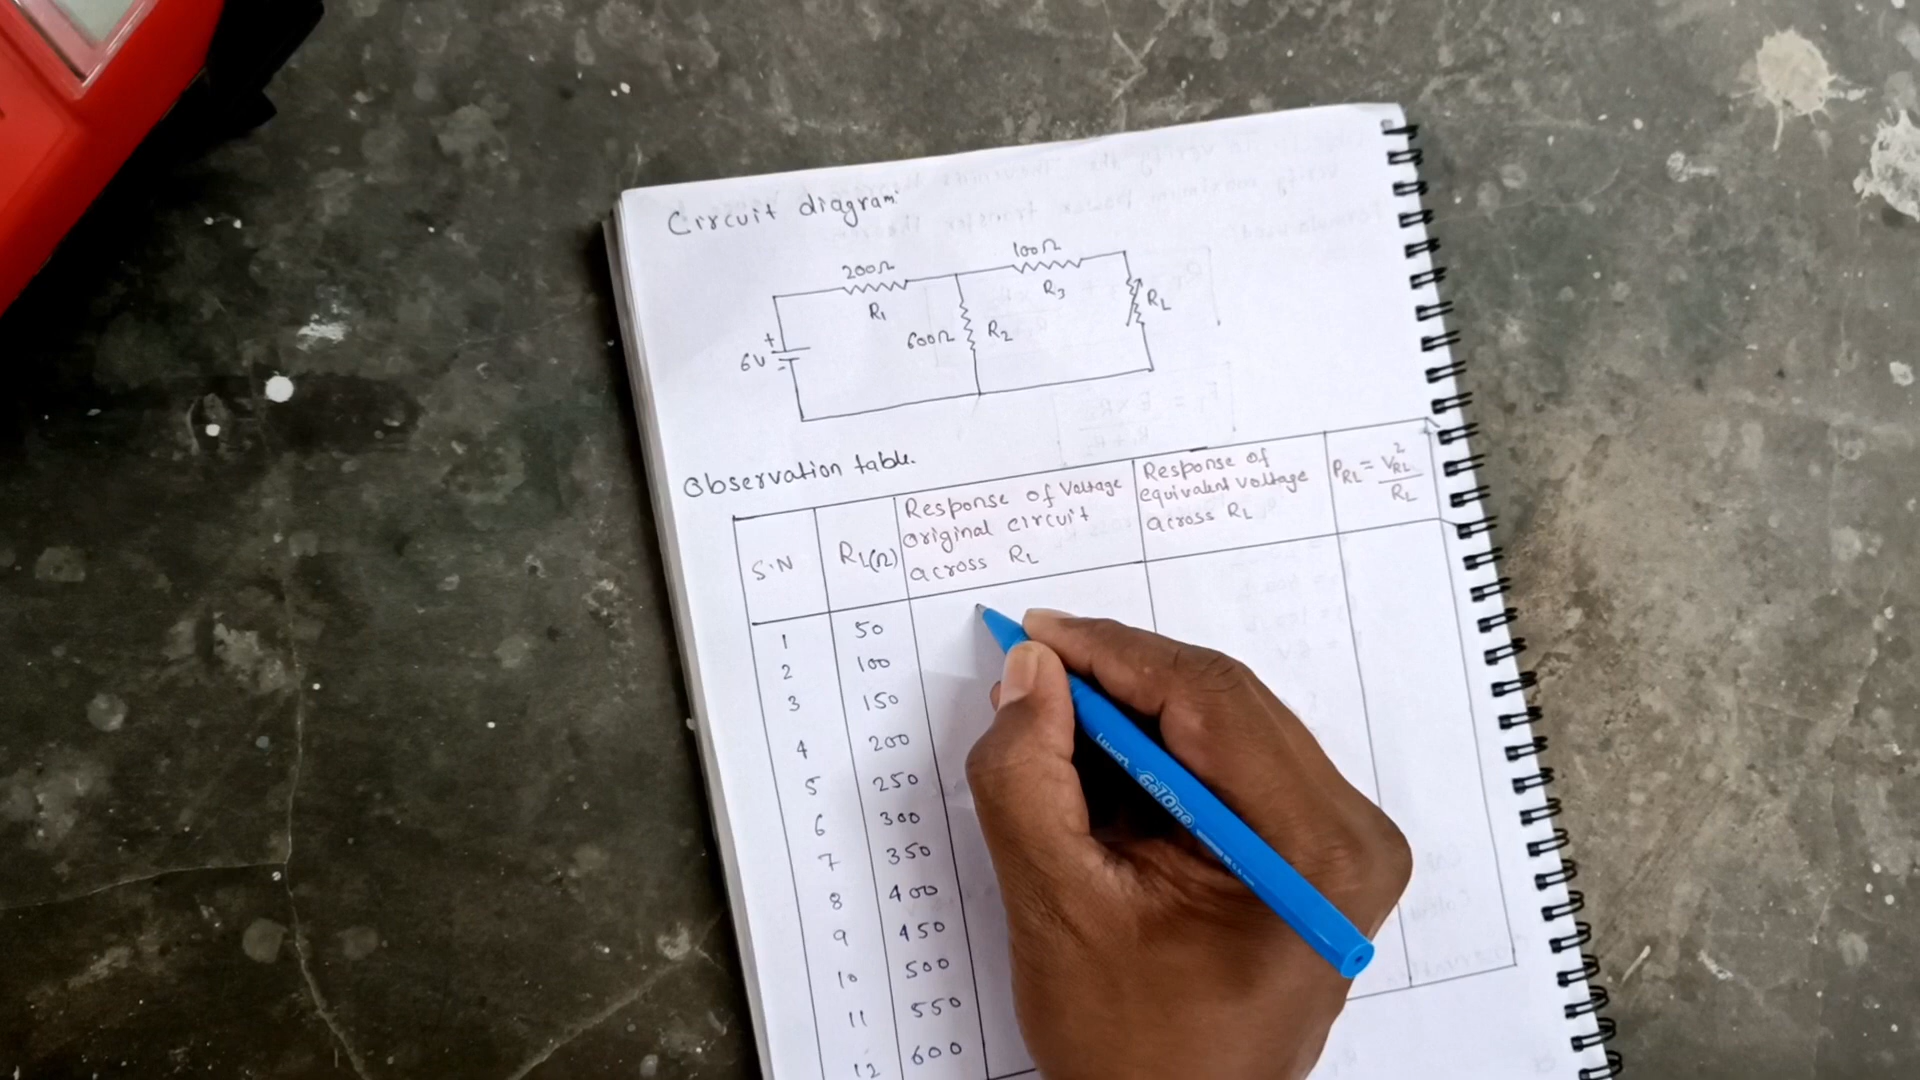 Circuit diagram:
200Ω
R1
100Ω
R3
6V
+
-
600Ω
R2
RL
Observation table.
S.N
RL(Ω)
Response of Voltage
original circuit
across RL
Response of
equivalent voltage
across RL
PRL = VRL²
RL
1 50
2 100
3 150
4 200
5 250
6 300
7 350
8 400
9 450
10 500
11 550
12 600
Luxor GelOne